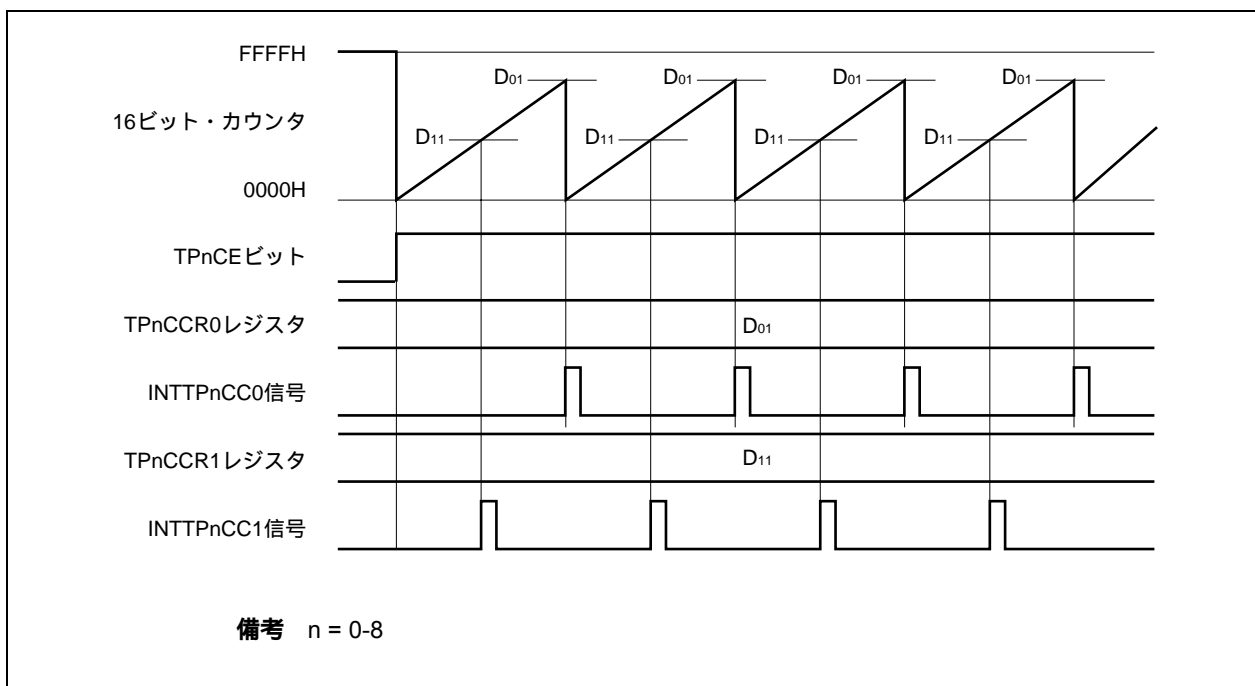 FFFFH
D01 D01 D01 D01
16ビット・カウンタ
D11 D11 D11 D11
0000H
TPnCEビット
TPnCCR0レジスタ D01
INTTPnCC0信号
TPnCCR1レジスタ D11
INTTPnCC1信号
備考 n = 0-8